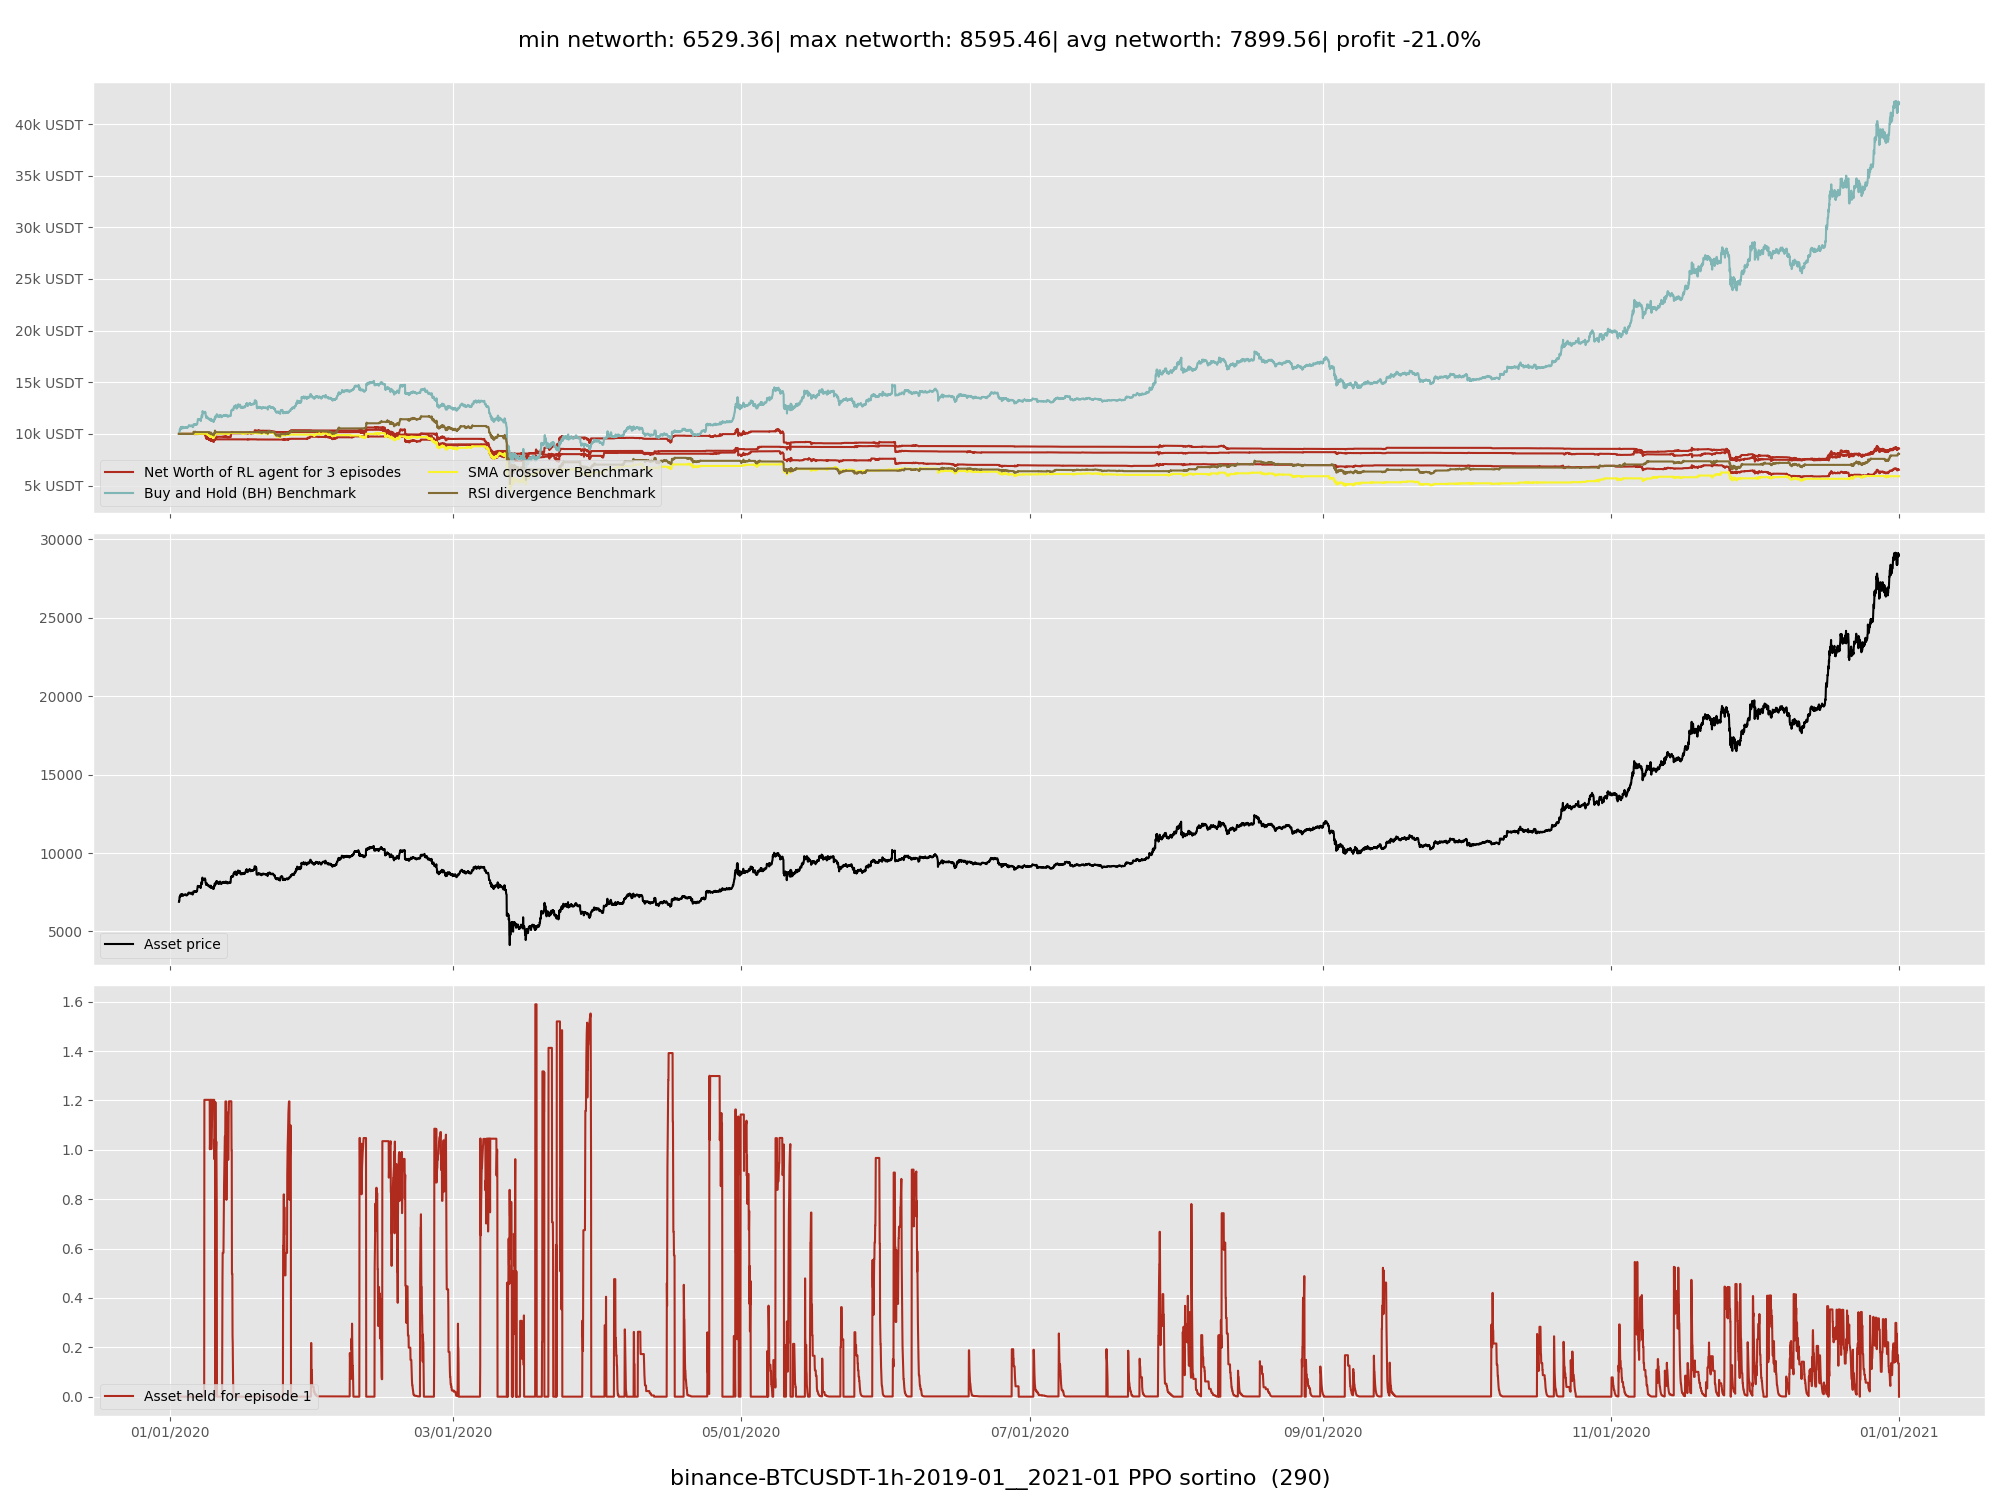 min networth: 6529.36| max networth: 8595.46| avg networth: 7899.56| profit -21.0%
40k USDT
35k USDT
30k USDT
25k USDT
20k USDT
15k USDT
10k USDT
5k USDT
Net Worth of RL agent for 3 episodes
Buy and Hold (BH) Benchmark
SMA crossover Benchmark
RSI divergence Benchmark
30000
25000
20000
15000
10000
5000
Asset price
1.6
1.4
1.2
1.0
0.8
0.6
0.4
0.2
0.0
Asset held for episode 1
01/01/2020
03/01/2020
05/01/2020
07/01/2020
09/01/2020
11/01/2020
01/01/2021
binance-BTCUSDT-1h-2019-01__2021-01 PPO sortino (290)